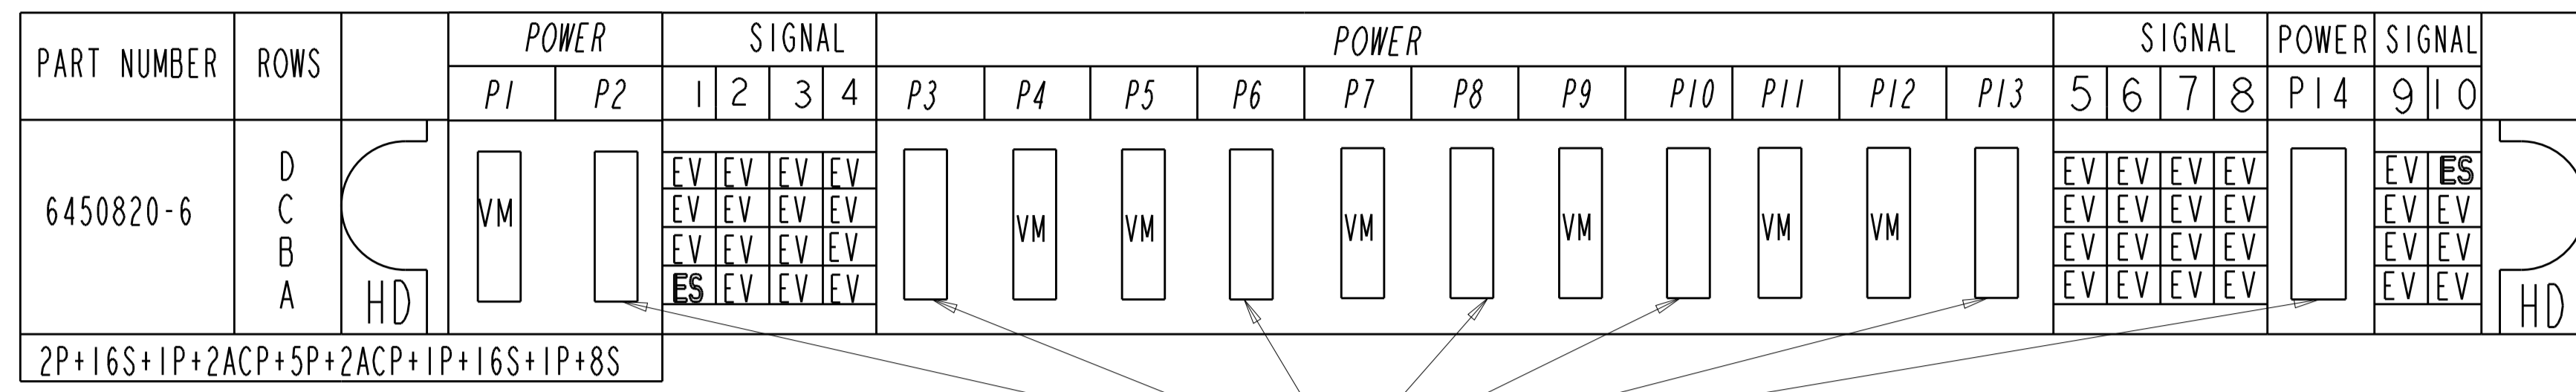 PART NUMBER ROWS POWER SIGNAL POWER SIGNAL POWER SIGNAL
P1 P2 1 2 3 4 P3 P4 P5 P6 P7 P8 P9 P10 P11 P12 P13 5 6 7 8 P14 9 10
D EV EV EV EV EV EV EV EV EV ES
6450820-6 C VM EV EV EV EV VM VM VM VM VM VM EV EV EV EV EV EV
B EV EV EV EV EV EV EV EV EV EV
A HD ES EV EV EV EV EV EV EV EV EV HD
2P+16S+1P+2ACP+5P+2ACP+1P+16S+1P+8S